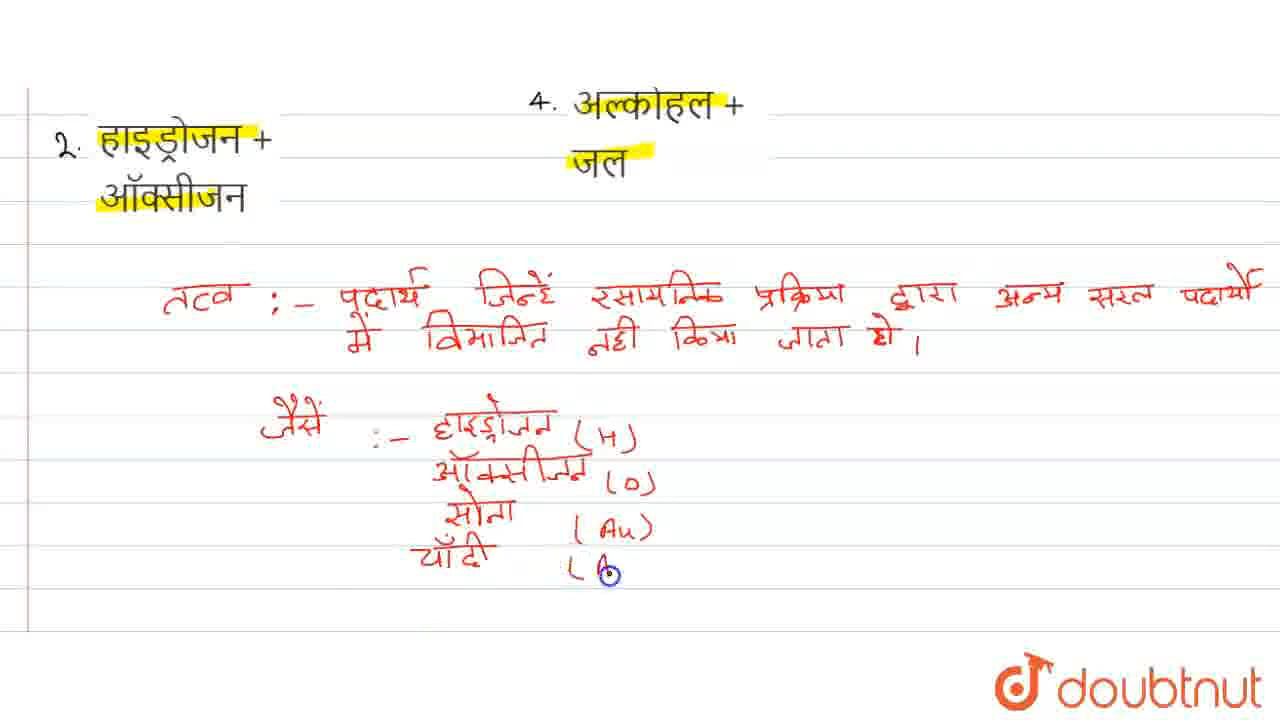 2. हाइड्रोजन +
ऑक्सीजन
4. अल्कोहल +
जल
तत्व :- पदार्थ जिन्हें रसायनिक प्रक्रिया द्वारा अन्य सरल पदार्थों
में विभाजित नही किया जाता हो।
जैसें :- हाइड्रोजन (H)
ऑक्सीजन (O)
सोना (Au)
चाँदी (A
doubtnut